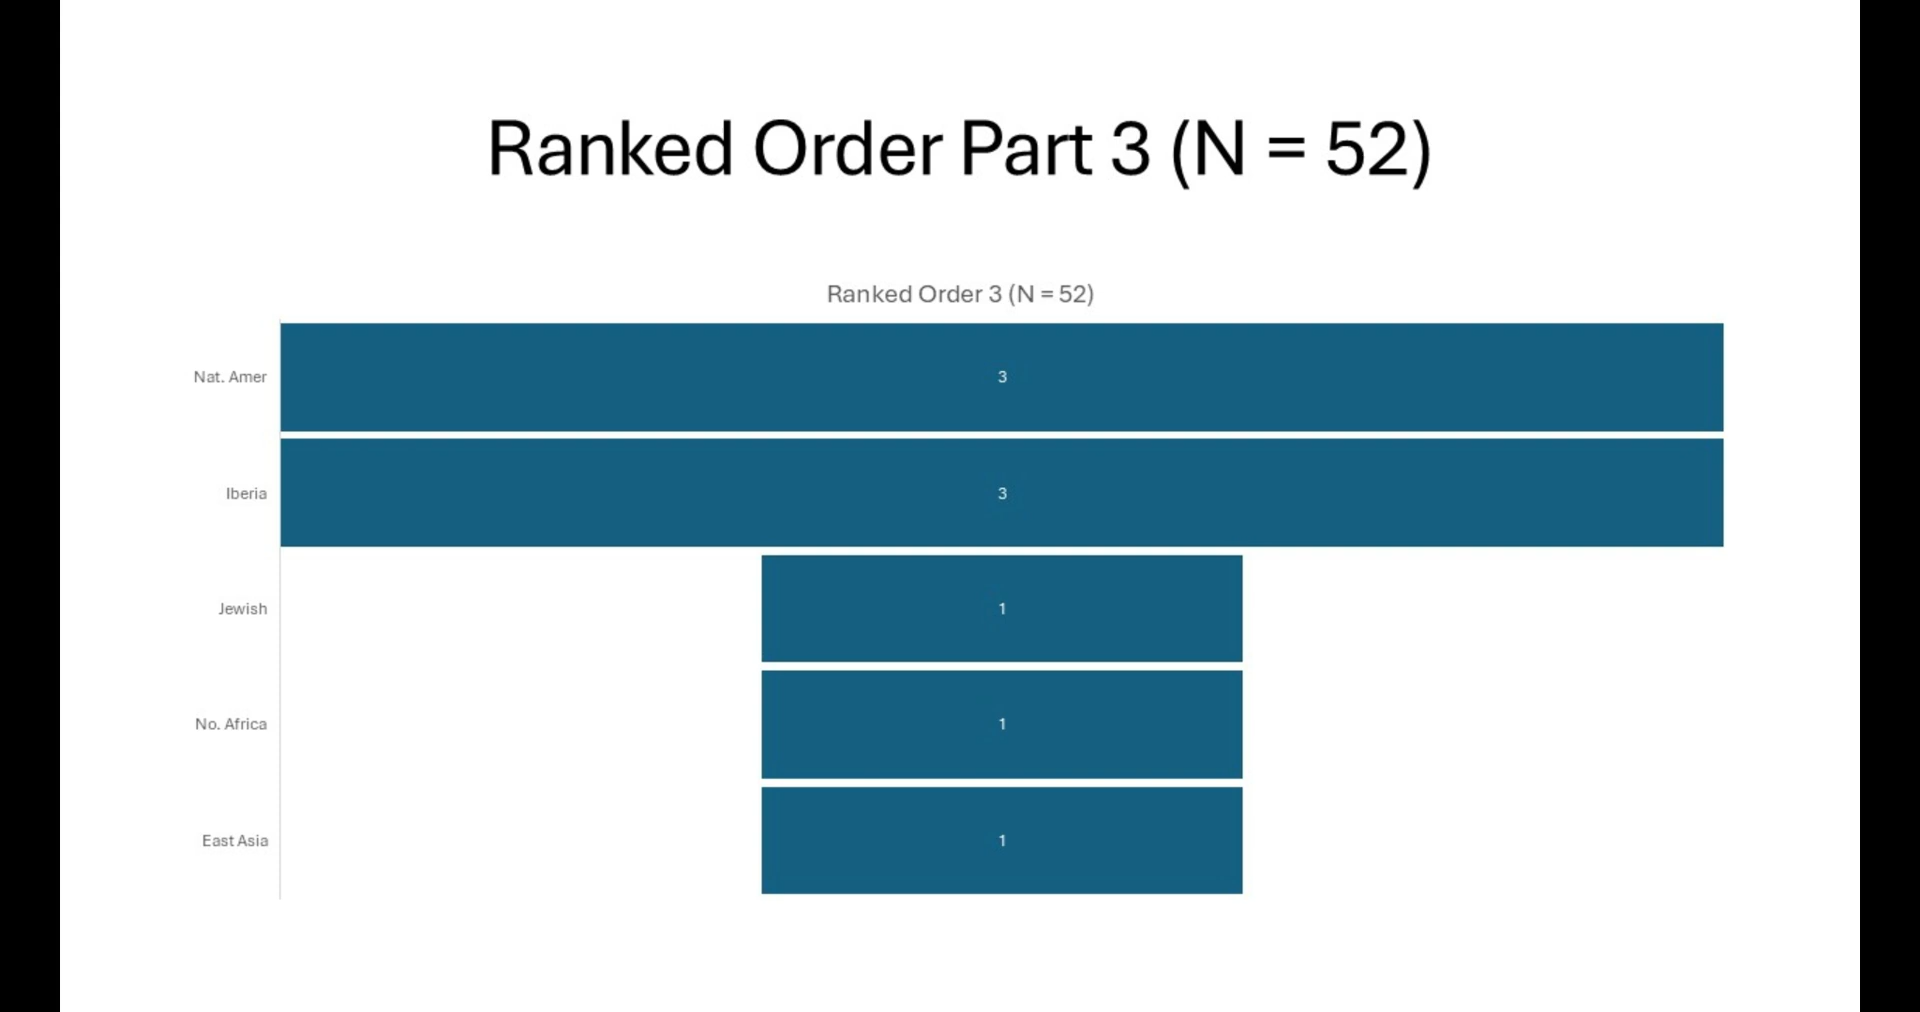 Ranked Order Part 3 (N = 52)
Ranked Order 3 (N = 52)
Nat. Amer 3
Iberia 3
Jewish 1
No. Africa 1
East Asia 1